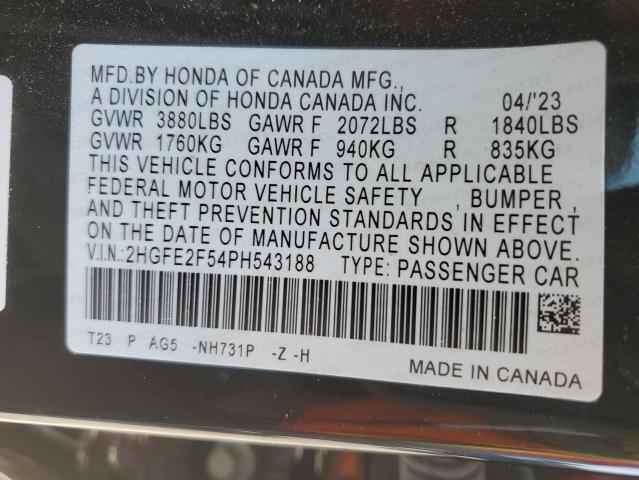 MFD.BY HONDA OF CANADA MFG.,
A DIVISION OF HONDA CANADA INC. 04/'23
GVWR 3880LBS GAWR F 2072LBS R 1840LBS
GVWR 1760KG GAWR F 940KG R 835KG
THIS VEHICLE CONFORMS TO ALL APPLICABLE
FEDERAL MOTOR VEHICLE SAFETY , BUMPER ,
AND THEFT PREVENTION STANDARDS IN EFFECT
ON THE DATE OF MANUFACTURE SHOWN ABOVE.
V.I.N.:2HGFE2F54PH543188 TYPE: PASSENGER CAR
T23 P AG5 -NH731P -Z -H
MADE IN CANADA